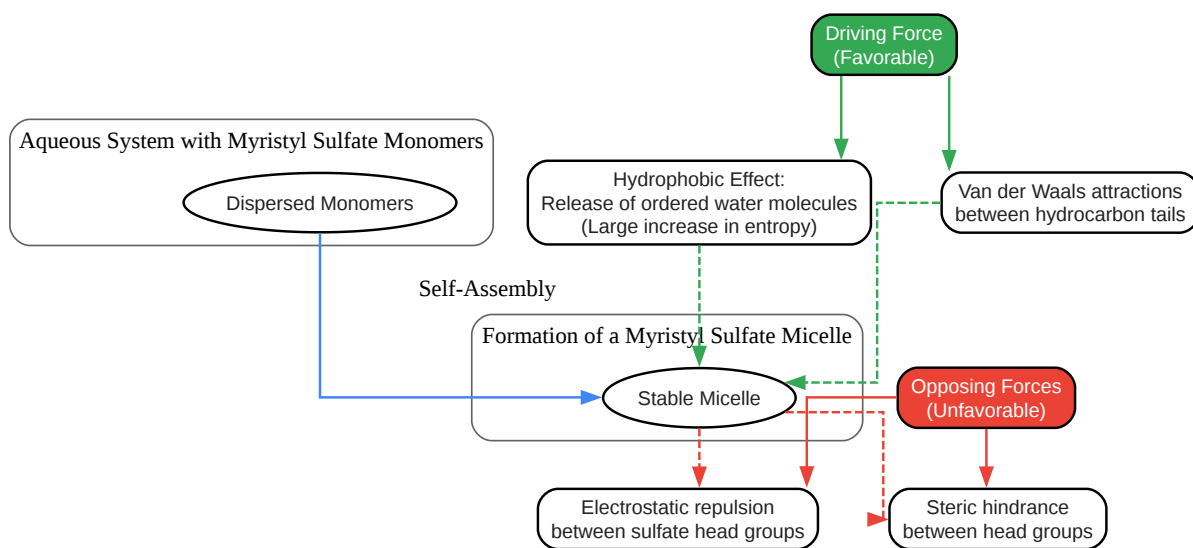 Driving Force
(Favorable)
Aqueous System with Myristyl Sulfate Monomers
Dispersed Monomers
Hydrophobic Effect:
Release of ordered water molecules
(Large increase in entropy)
Van der Waals attractions
between hydrocarbon tails
Self-Assembly
Formation of a Myristyl Sulfate Micelle
Stable Micelle
Opposing Forces
(Unfavorable)
Electrostatic repulsion
between sulfate head groups
Steric hindrance
between head groups